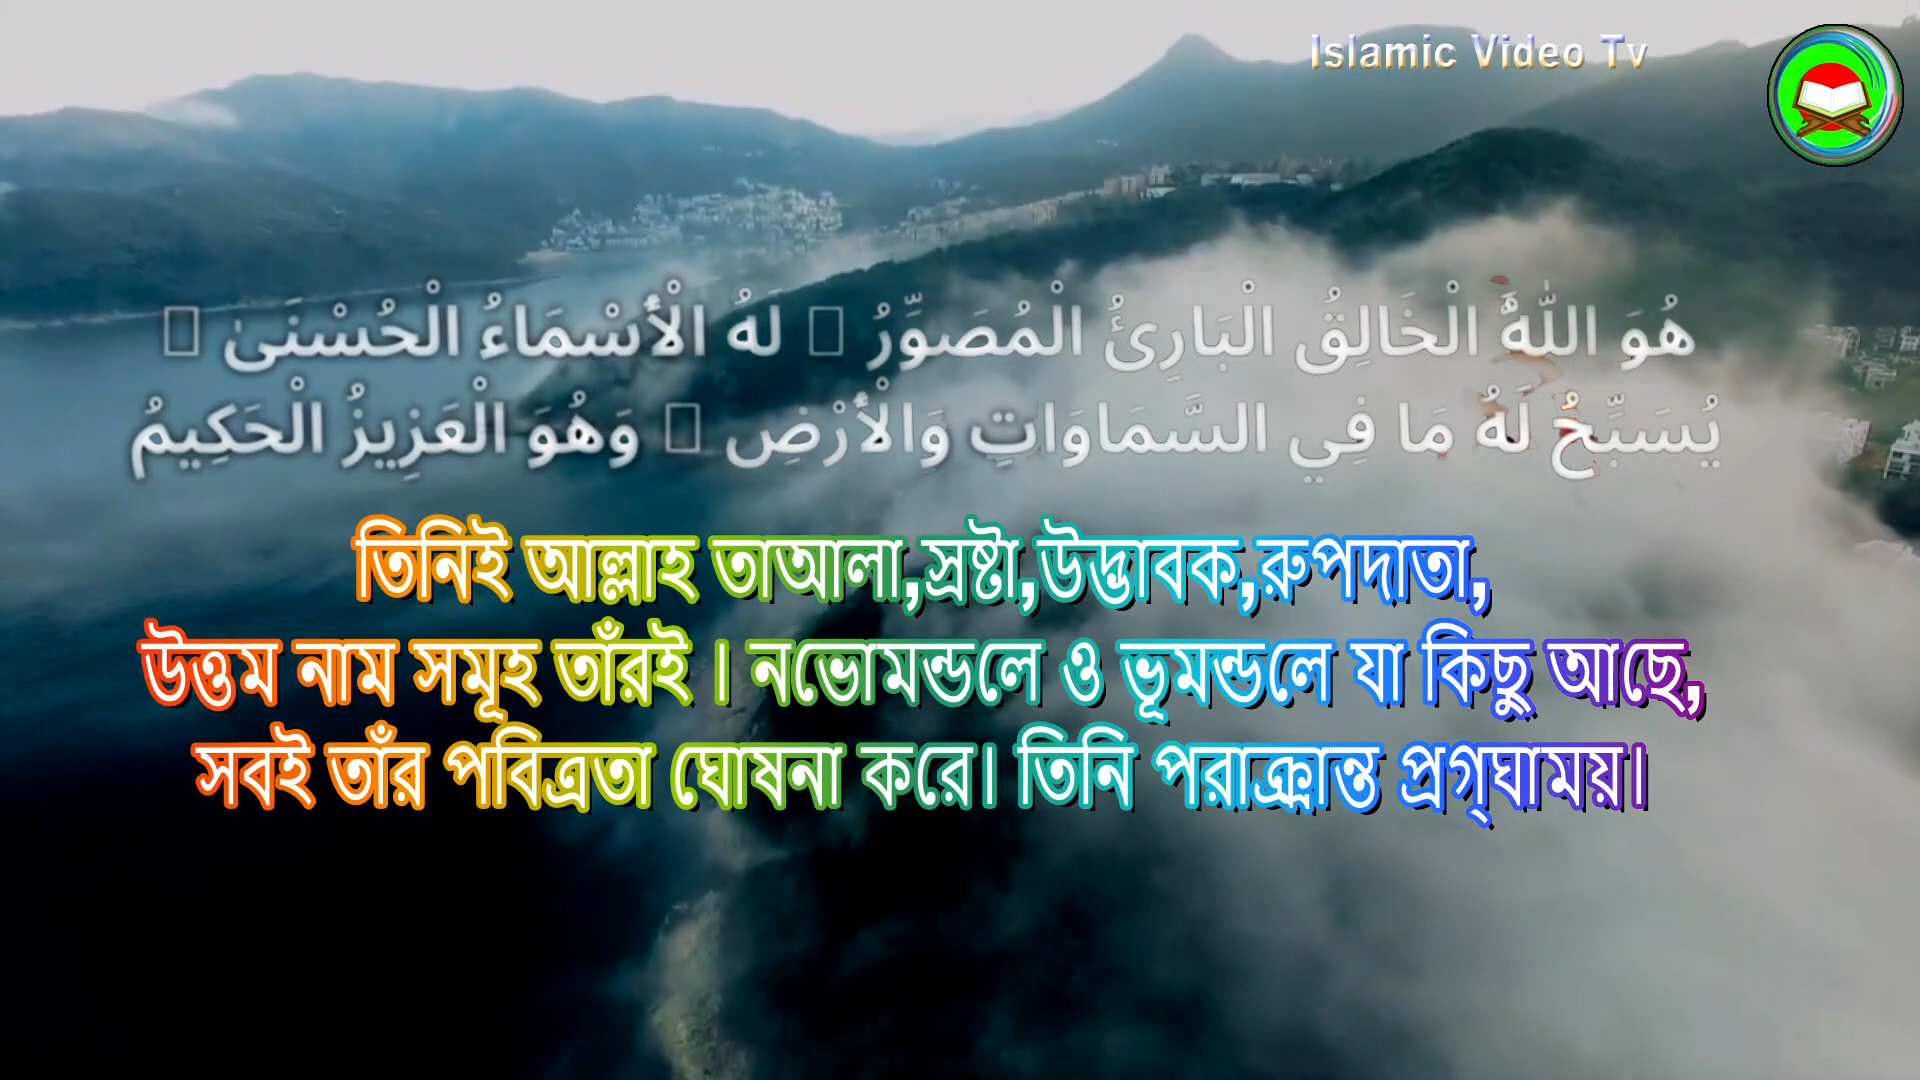 Islamic Video Tv
هُوَ اللَّهُ الْخَالِقُ الْبَارِئُ الْمُصَوِّرُ ۖ لَهُ الْأَسْمَاءُ الْحُسْنَىٰ ۚ
يُسَبِّحُ لَهُ مَا فِي السَّمَاوَاتِ وَالْأَرْضِ ۖ وَهُوَ الْعَزِيزُ الْحَكِيمُ
তিনিই আল্লাহ তাআলা,স্রষ্টা,উদ্ভাবক,রুপদাতা,
উত্তম নাম সমূহ তাঁরই । নভোমন্ডলে ও ভূমন্ডলে যা কিছু আছে,
সবই তাঁর পবিত্রতা ঘোষনা করে। তিনি পরাক্রান্ত প্রগ্ঘাময়।